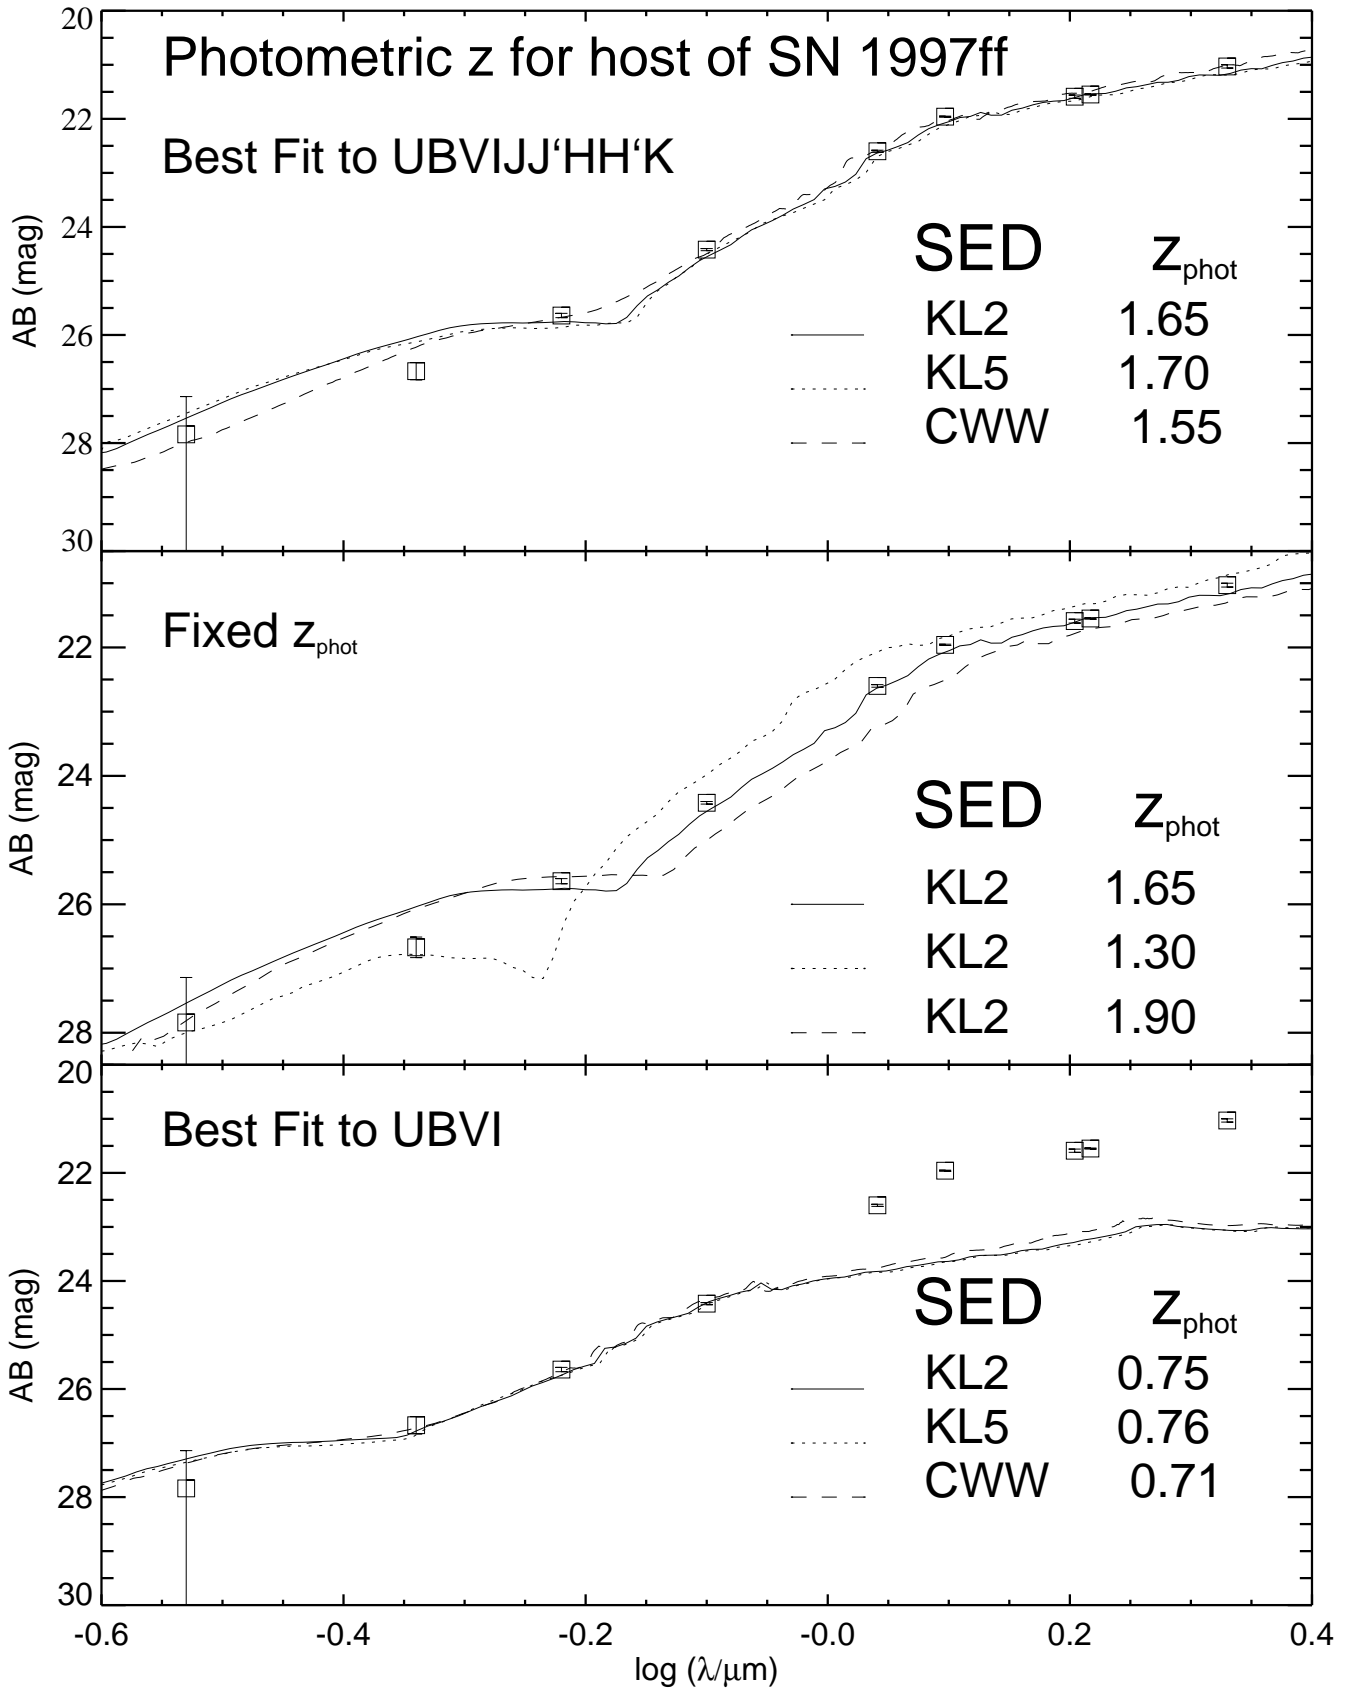 Photometric z for host of SN 1997ff
Best Fit to UBVIJJ‘HH‘K
AB (mag)
20
22
24
26
28
30
SED zphot
KL2 1.65
KL5 1.70
CWW 1.55
Fixed zphot
AB (mag)
22
24
26
28
SED zphot
KL2 1.65
KL2 1.30
KL2 1.90
Best Fit to UBVI
AB (mag)
20
22
24
26
28
30
SED zphot
KL2 0.75
KL5 0.76
CWW 0.71
-0.6 -0.4 -0.2 -0.0 0.2 0.4
log (λ/μm)